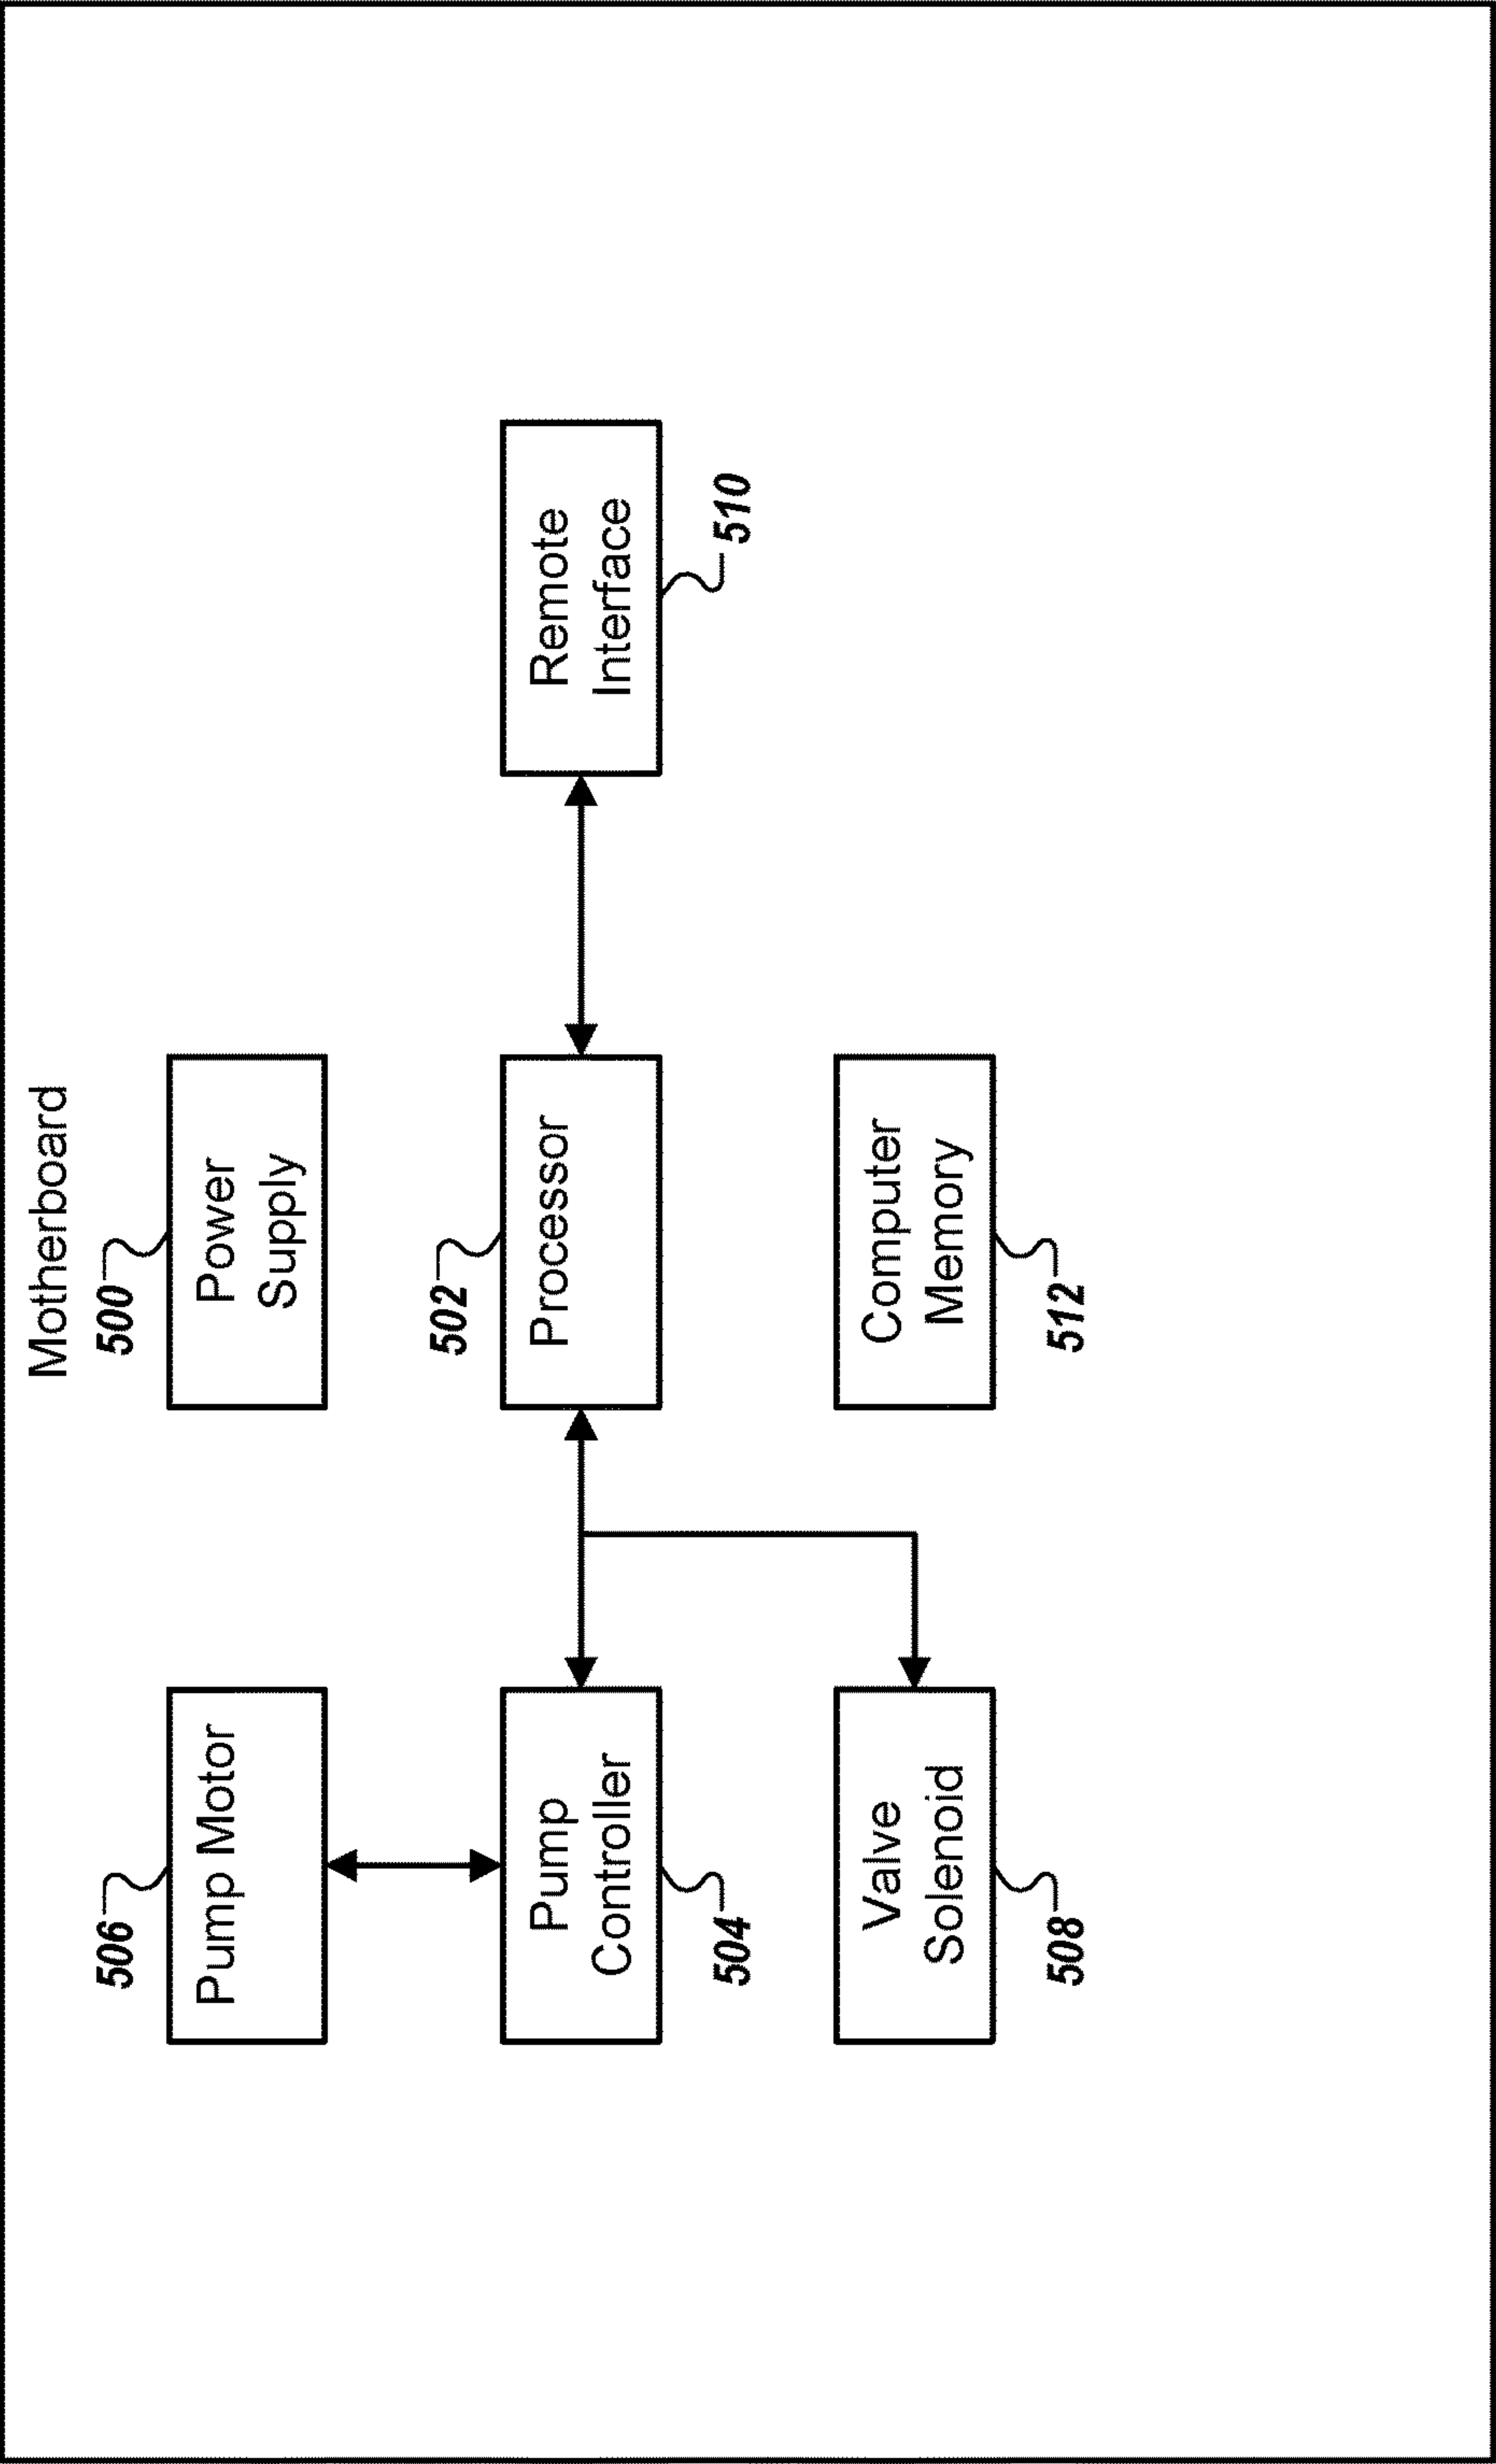 Motherboard
506
Pump Motor
500
Power
Supply
502
Processor
Pump
Controller
504
Remote
Interface
510
Valve
Solenoid
508
Computer
Memory
512